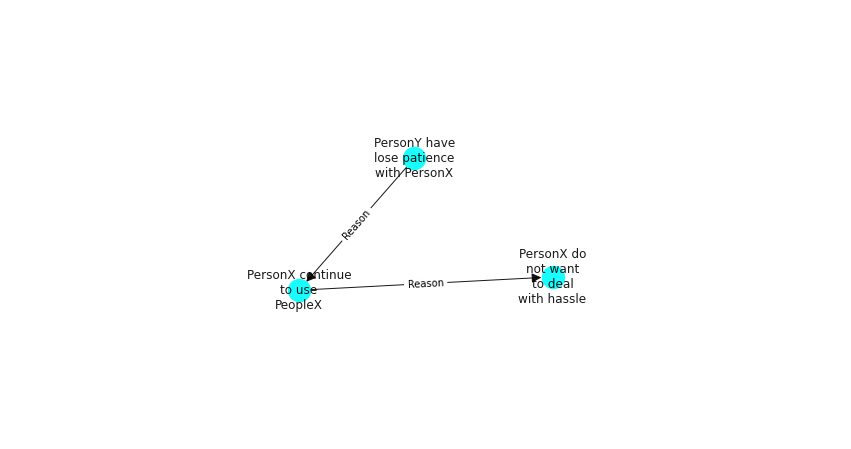 PersonY have
lose patience
with PersonX
Reason
PersonX do
not want
to deal
with hassle
PersonX continue
to use
PeopleX
Reason